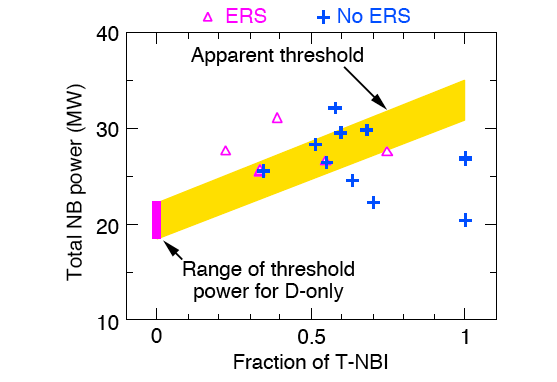 ERS No ERS
40
Apparent threshold
30
20
10
Total NB power (MW)
Range of threshold
power for D-only
0 0.5 1
Fraction of T-NBI